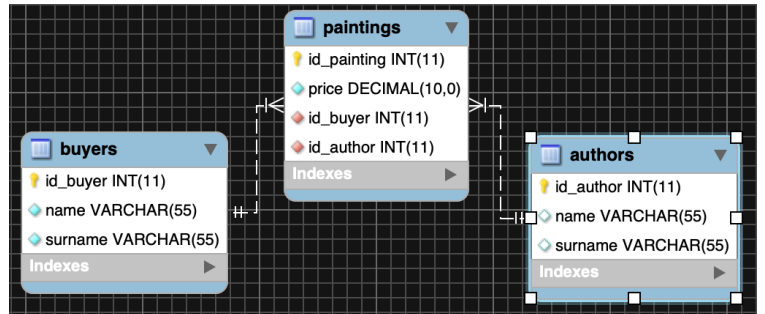 paintings
id_painting INT(11)
price DECIMAL(10,0)
id_buyer INT(11)
id_author INT(11)
Indexes
buyers
id_buyer INT(11)
name VARCHAR(55)
surname VARCHAR(55)
Indexes
authors
id_author INT(11)
name VARCHAR(55)
surname VARCHAR(55)
Indexes